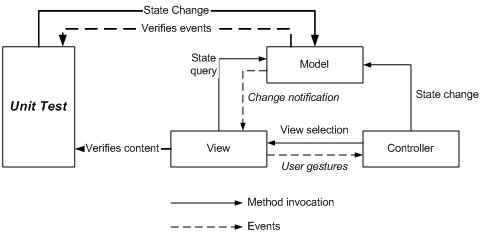 State Change
Verifies events
State
query
Model
Unit Test
Change notification
State change
View selection
Verifies content
View
Controller
User gestures
Method invocation
Events